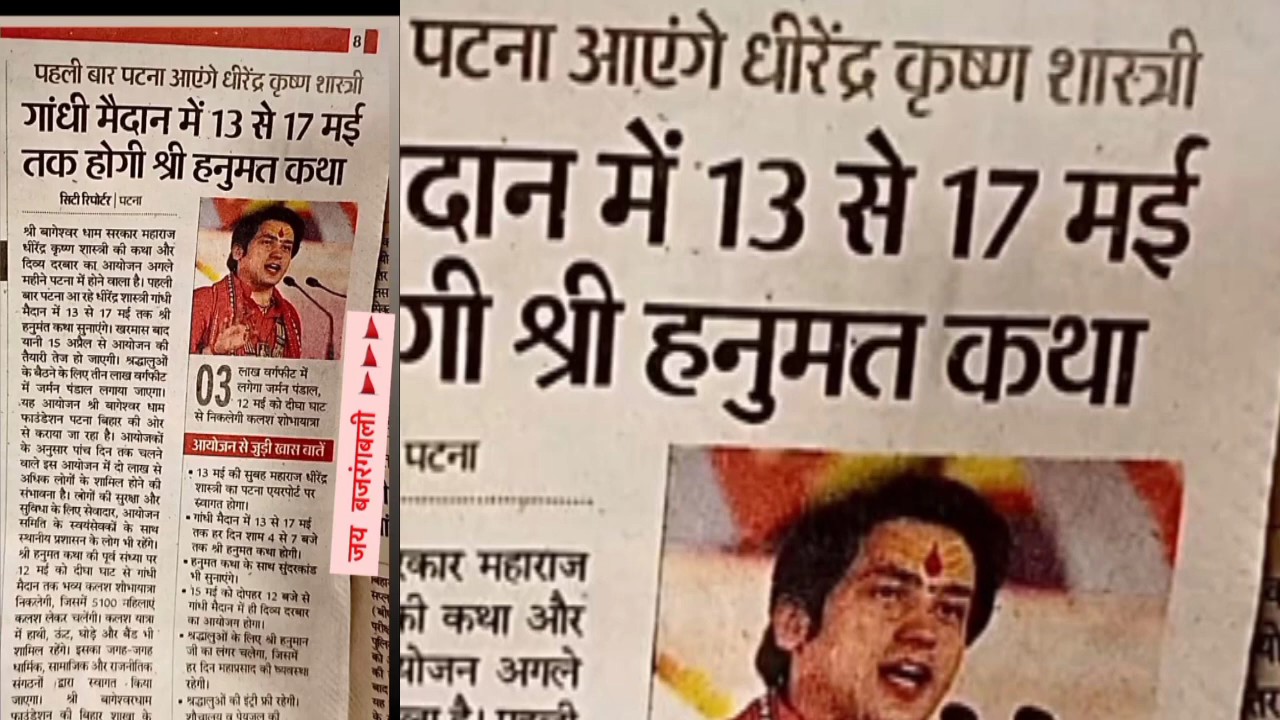 8
पहली बार पटना आएंगे धीरेंद्र कृष्ण शास्त्री
गांधी मैदान में 13 से 17 मई
तक होगी श्री हनुमत कथा
सिटी रिपोर्टर | पटना
श्री बागेश्वर धाम सरकार महाराज
धीरेंद्र कृष्ण शास्त्री की कथा और
दिव्य दरबार का आयोजन अगले
महीने पटना में होने वाला है। पहली
बार पटना आ रहे धीरेंद्र शास्त्री गांधी
मैदान में 13 से 17 मई तक श्री
हनुमंत कथा सुनाएंगे। खरमास बाद
यानी 15 अप्रैल से आयोजन की
तैयारी तेज हो जाएगी। श्रद्धालुओं
के बैठने के लिए तीन लाख वर्गफीट
में जर्मन पंडाल लगाया जाएगा।
यह आयोजन श्री बागेश्वर धाम
फाउंडेशन पटना बिहार की ओर
से कराया जा रहा है। आयोजकों
के अनुसार पांच दिन तक चलने
वाले इस आयोजन में दो लाख से
अधिक लोगों के शामिल होने की
संभावना है। लोगों की सुरक्षा और
सुविधा के लिए सेवादार, आयोजन
समिति के स्वयंसेवकों के साथ
स्थानीय प्रशासन के लोग भी रहेंगे।
श्री हनुमत कथा की पूर्व संध्या पर
12 मई को दीघा घाट से गांधी
मैदान तक भव्य कलश शोभायात्रा
निकलेगी, जिसमें 5100 महिलाएं
कलश लेकर चलेंगी। कलश यात्रा
में हाथी, ऊंट, घोड़े और बैंड भी
शामिल रहेंगे। इसका जगह-जगह
धार्मिक, सामाजिक और राजनीतिक
संगठनों द्वारा स्वागत किया
जाएगा। श्री बागेश्वरधाम
फाउंडेशन की बिहार शाखा के
03 लाख वर्गफीट में
लगेगा जर्मन पंडाल,
12 मई को दीघा घाट
से निकलेगी कलश शोभायात्रा
आयोजन से जुड़ी खास बातें
• 13 मई की सुबह महाराज धीरेंद्र
शास्त्री का पटना एयरपोर्ट पर
स्वागत होगा।
• गांधी मैदान में 13 से 17 मई
तक हर दिन शाम 4 से 7 बजे
तक श्री हनुमत कथा होगी।
• हनुमत कथा के साथ सुंदरकांड
भी सुनाएंगे।
• 15 मई को दोपहर 12 बजे से
गांधी मैदान में ही दिव्य दरबार
का आयोजन होगा।
• श्रद्धालुओं के लिए श्री हनुमान
जी का लंगर चलेगा, जिसमें
हर दिन महाप्रसाद की व्यवस्था
रहेगी।
• श्रद्धालुओं की इंट्री फ्री रहेगी।
शौचालय व पेयजल की
जय बजरंगबली
पटना आएंगे धीरेंद्र कृष्ण शास्त्री
दान में 13 से 17 मई
गी श्री हनुमत कथा
पटना
कार महाराज
की कथा और
योजन अगले